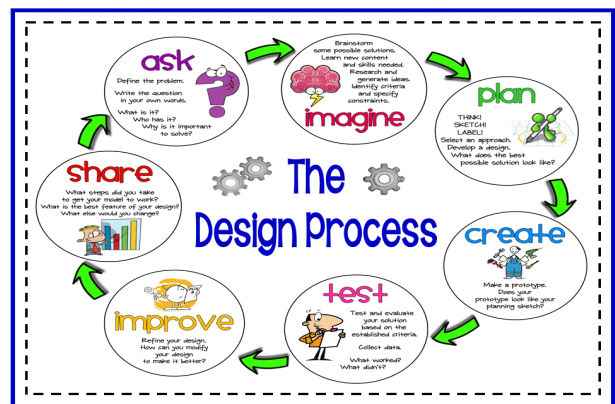 ask
Define the problem.
Write the question
in your own words.
What is it?
Who has it?
Why is it important
to solve?
Brainstorm
some possible solutions.
Learn new content
and skills needed.
Research and
generate ideas.
Identify criteria
and specify
constraints.
imagine
plan
THINK!
SKETCH!
LABEL!
Select an approach.
Develop a design.
What does the best
possible solution look like?
The
Design Process
create
Make a prototype.
Does your
prototype look like your
planning sketch?
test
Test and evaluate
your solution
based on the
established criteria.
Collect data.
What worked?
What didn't?
improve
Refine your design.
How can you modify
your design
to make it better?
share
What steps did you take
to get your model to work?
What is the best feature of your design?
What else would you change?